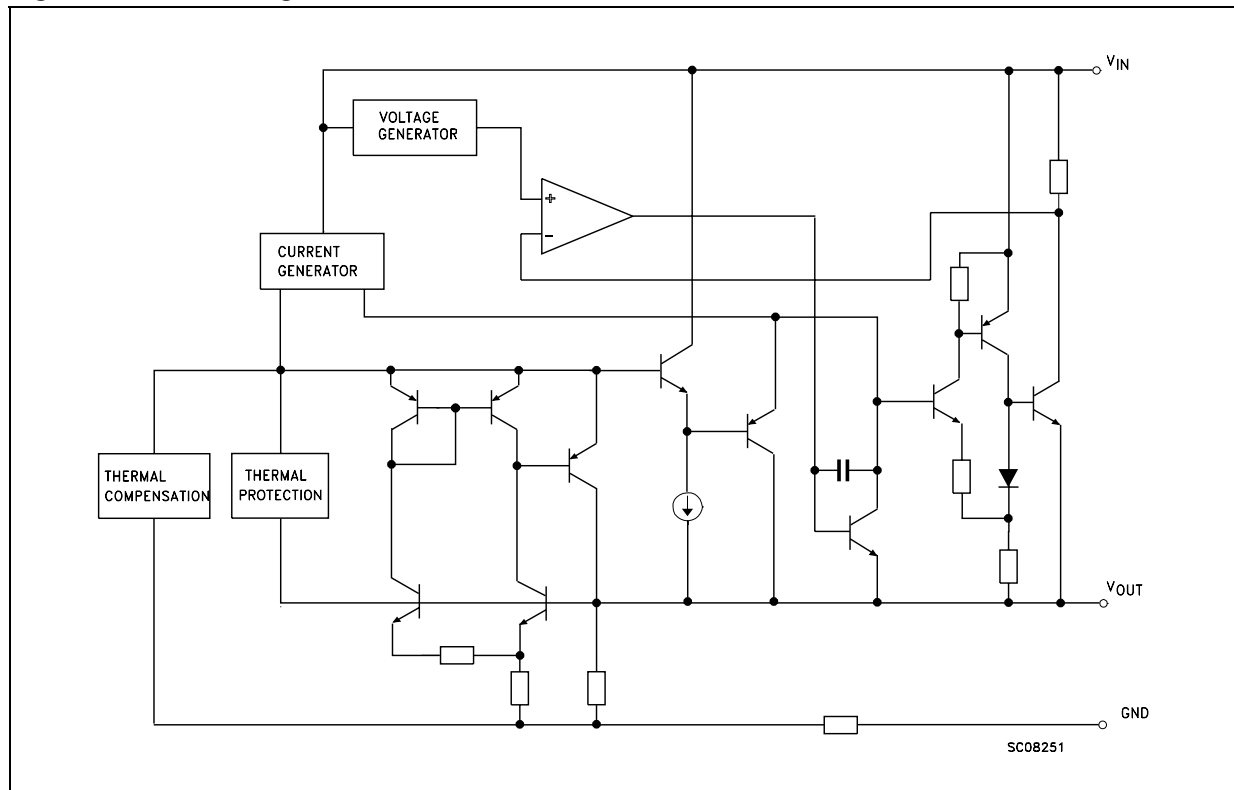 VIN
VOLTAGE
GENERATOR
+
-
CURRENT
GENERATOR
THERMAL
COMPENSATION
THERMAL
PROTECTION
VOUT
GND
SC08251